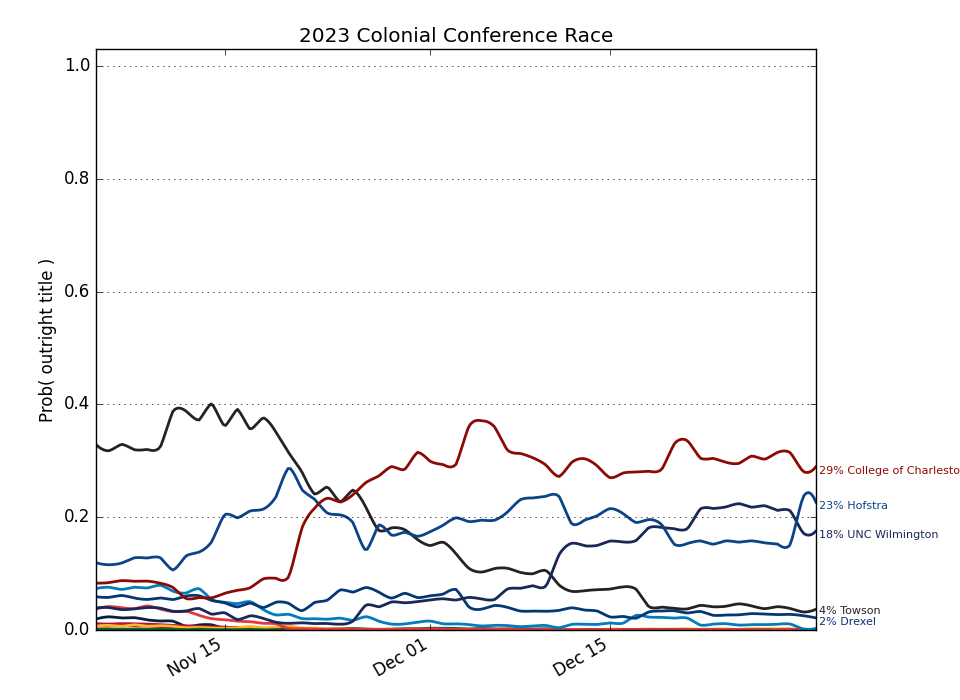 2023 Colonial Conference Race
Prob( outright title )
1.0
0.8
0.6
0.4
0.2
0.0
Nov 15
Dec 01
Dec 15
29% College of Charlesto
23% Hofstra
18% UNC Wilmington
4% Towson
2% Drexel